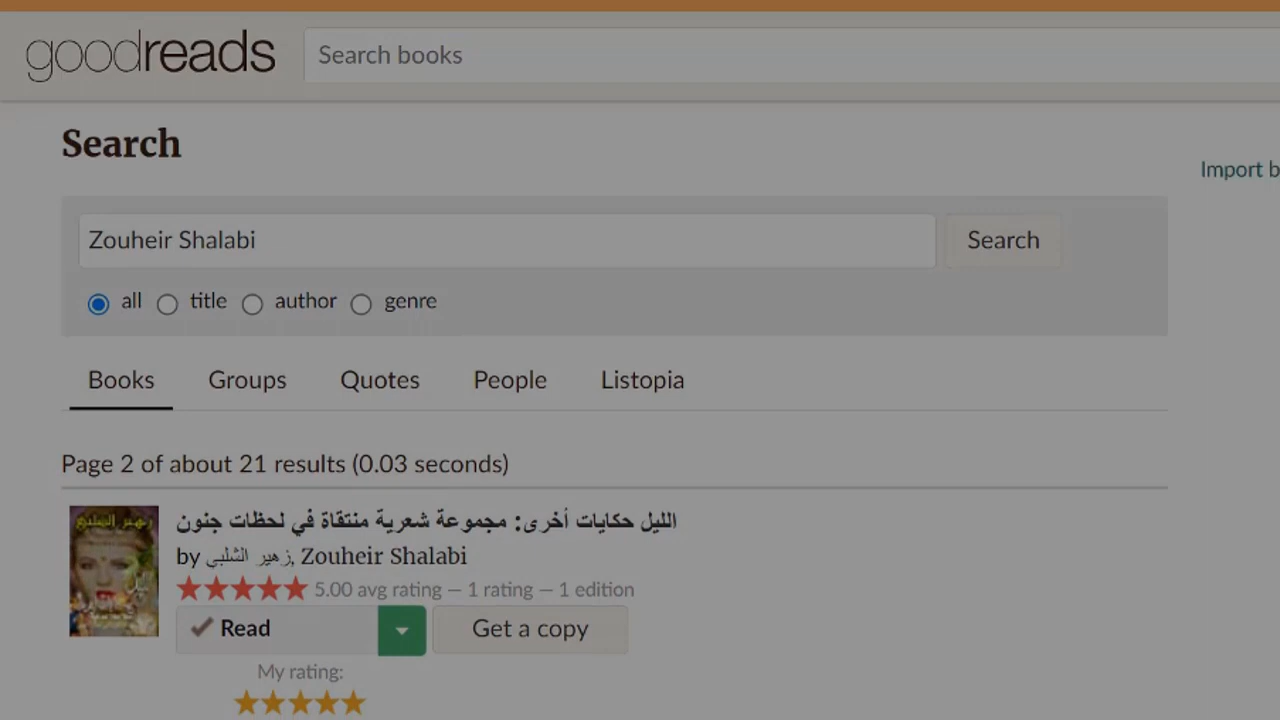 goodreads
Search books
Search
Import b
Zouheir Shalabi
Search
all title author genre
Books Groups Quotes People Listopia
Page 2 of about 21 results (0.03 seconds)
الليل حكايات أخرى: مجموعة شعرية منتقاة في لحظات جنون
by زهير الشلبي, Zouheir Shalabi
5.00 avg rating — 1 rating — 1 edition
Read
Get a copy
My rating: